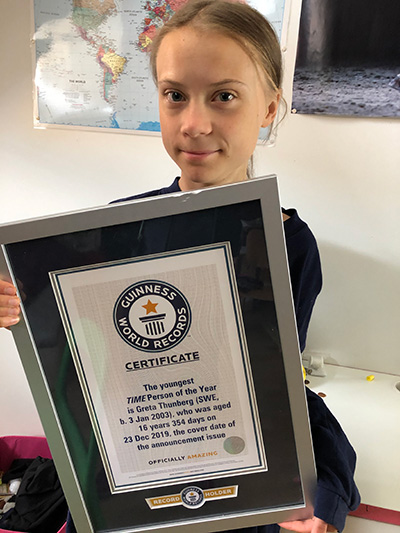 The World
GUINNESS
WORLD RECORDS
CERTIFICATE
The youngest
TIME Person of the Year
is Greta Thunberg (SWE,
b. 3 Jan 2003), who was aged
16 years 354 days on
23 Dec 2019, the cover date of
the announcement issue
OFFICIALLY AMAZING
RECORD HOLDER